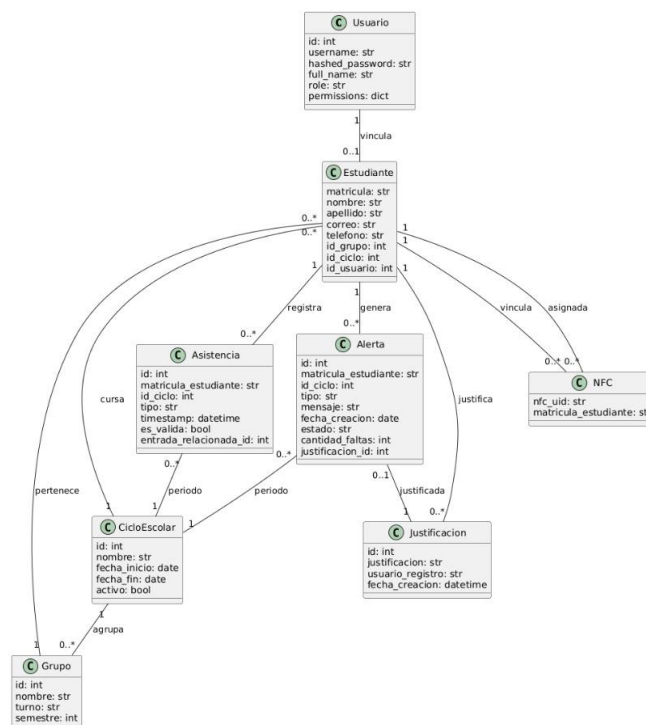 C Usuario
id: int
username: str
hashed_password: str
full_name: str
role: str
permissions: dict
1
vincula
0..1
C Estudiante
matricula: str
nombre: str
apellido: str
correo: str
telefono: str
id_grupo: int
id_ciclo: int
id_usuario: int
0..*
0..*
1
1
1
1
1
registra
genera
vincula
asignada
0..*
0..*
0..* 0..*
C Asistencia
id: int
matricula_estudiante: str
id_ciclo: int
tipo: str
timestamp: datetime
es_valida: bool
entrada_relacionada_id: int
C Alerta
id: int
matricula_estudiante: str
id_ciclo: int
tipo: str
mensaje: str
fecha_creacion: date
estado: str
cantidad_faltas: int
justificacion_id: int
C NFC
nfc_uid: str
matricula_estudiante: str
cursa
justifica
0..*
0..*
0..1
pertenece
periodo
periodo
justificada
1
1
1
1
0..*
C CicloEscolar
id: int
nombre: str
fecha_inicio: date
fecha_fin: date
activo: bool
C Justificacion
id: int
justificacion: str
usuario_registro: str
fecha_creacion: datetime
1
agrupa
1
0..*
C Grupo
id: int
nombre: str
turno: str
semestre: int